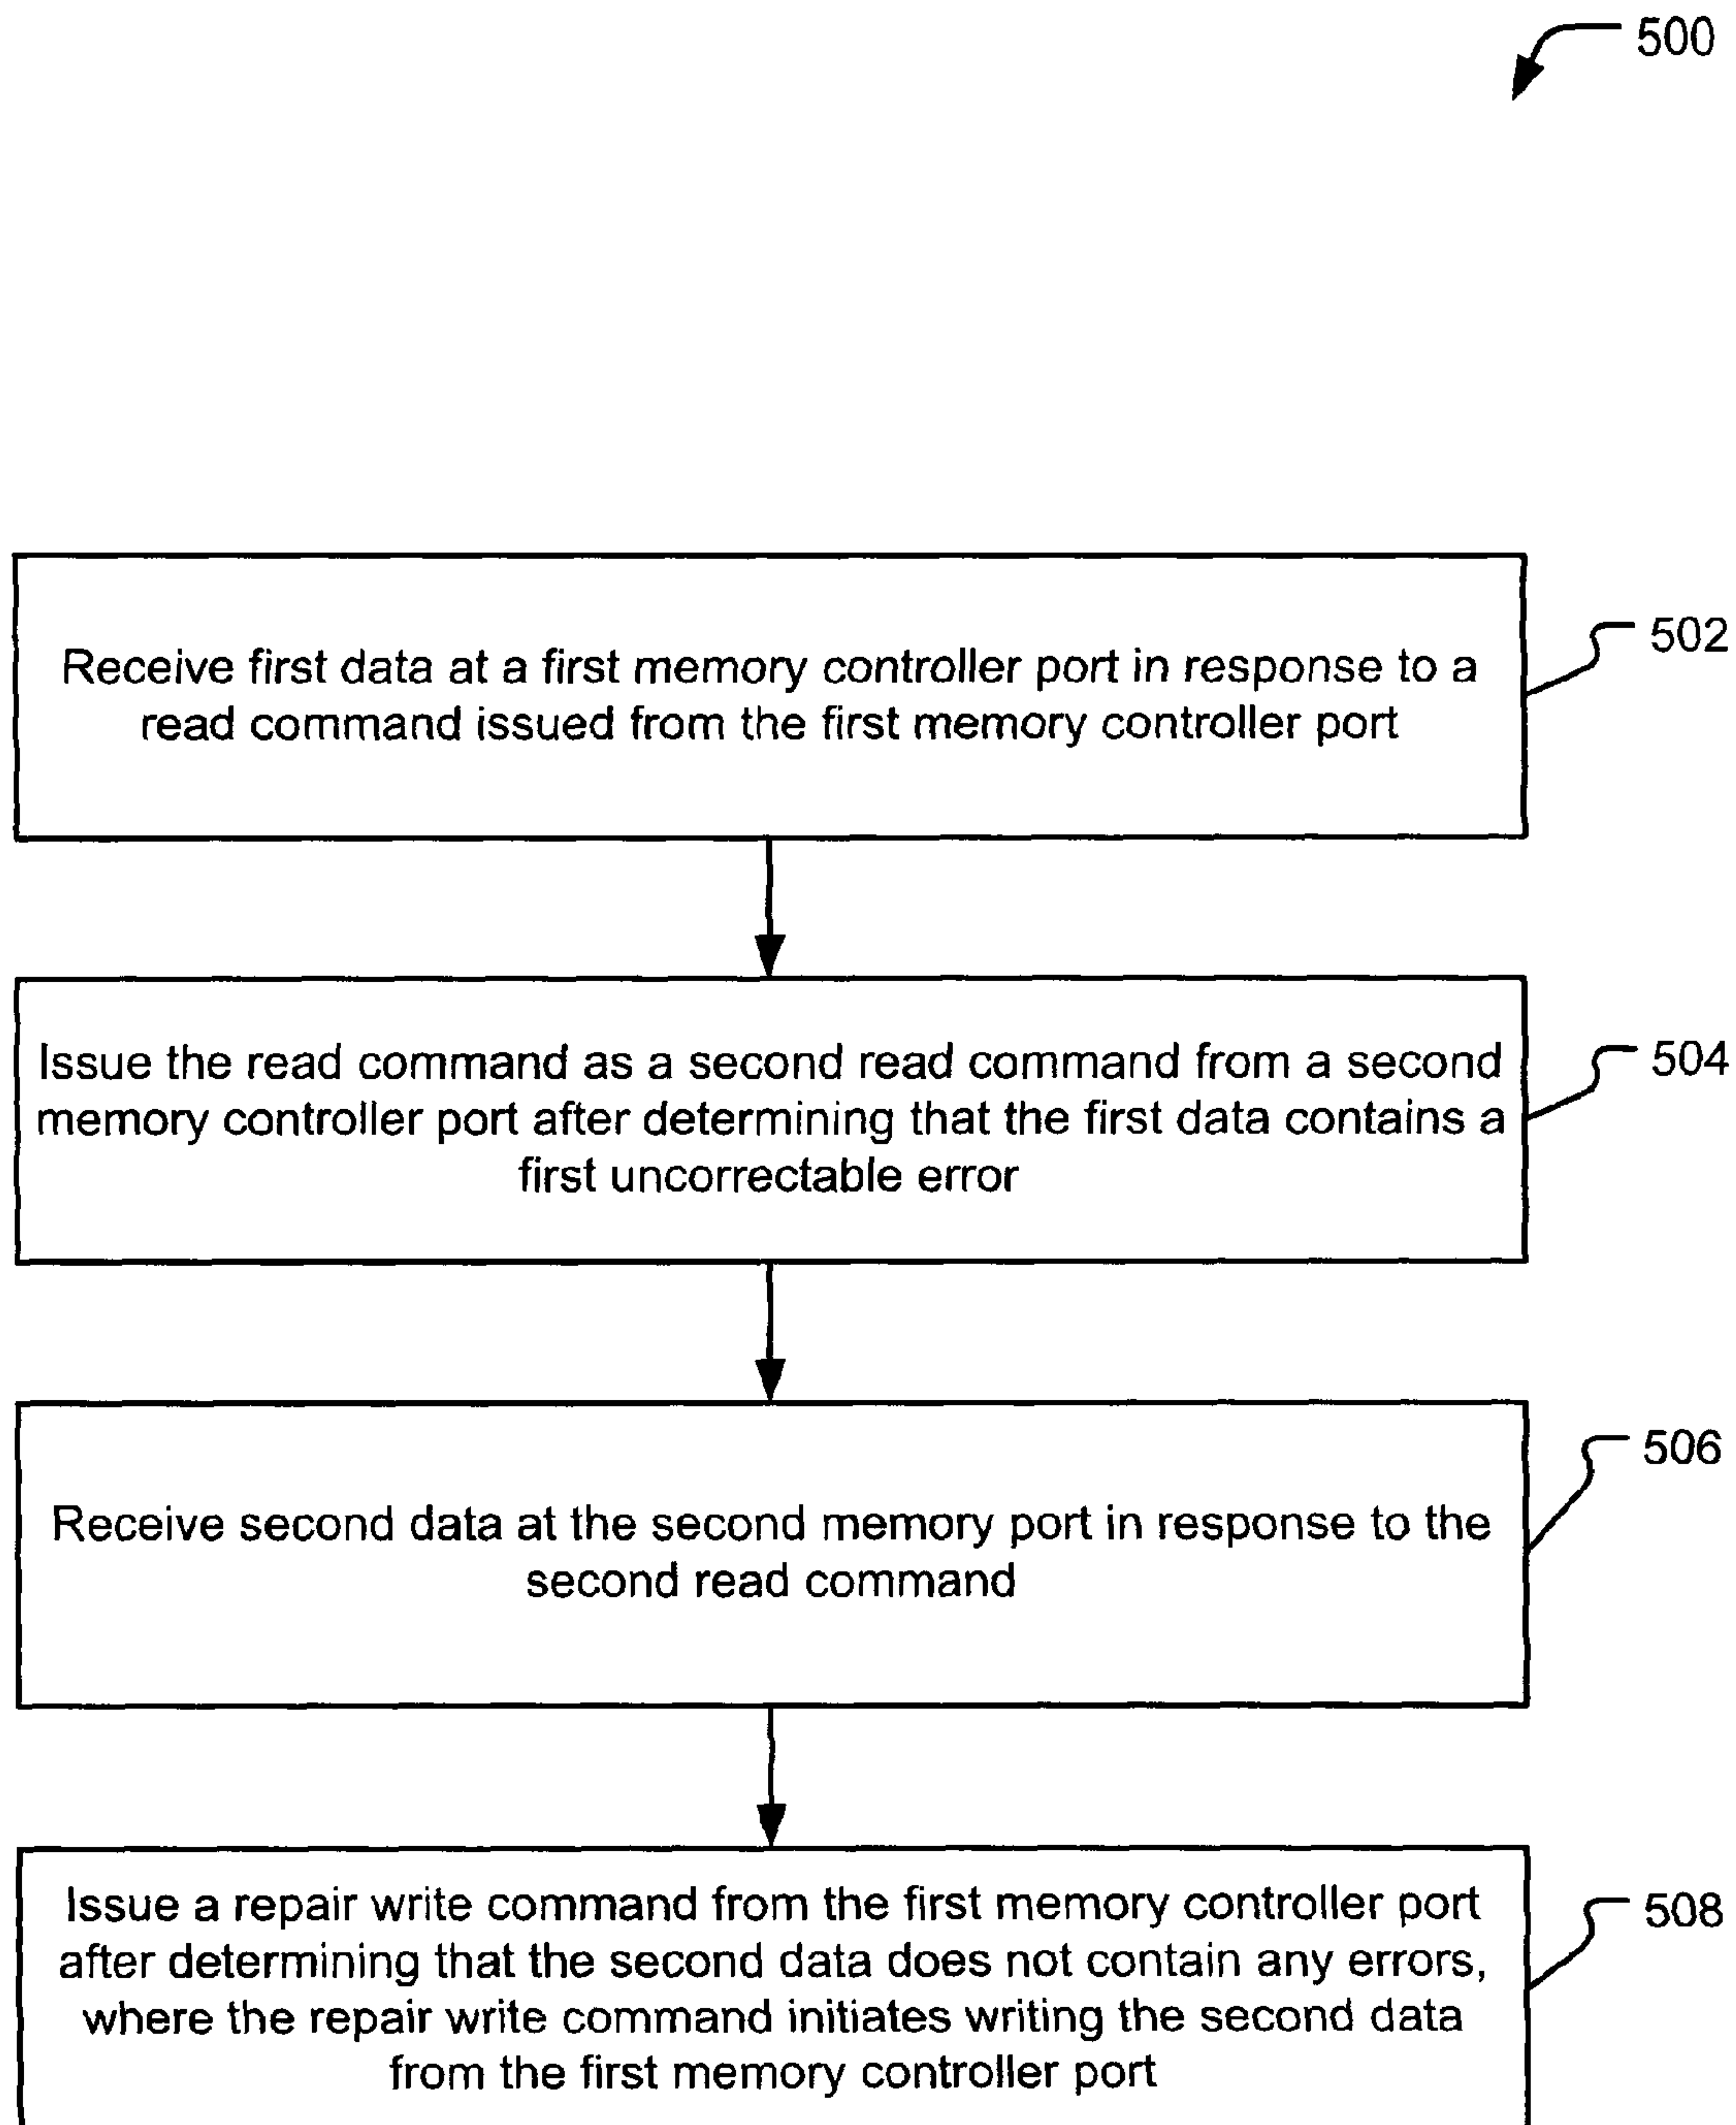 500
Receive first data at a first memory controller port in response to a
read command issued from the first memory controller port
502
Issue the read command as a second read command from a second
memory controller port after determining that the first data contains a
first uncorrectable error
504
Receive second data at the second memory port in response to the
second read command
506
Issue a repair write command from the first memory controller port
after determining that the second data does not contain any errors,
where the repair write command initiates writing the second data
from the first memory controller port
508